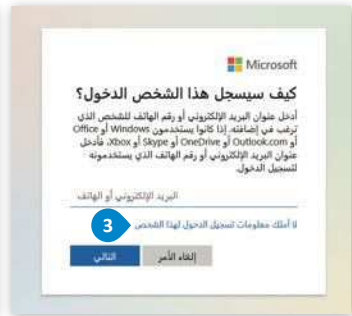 Microsoft
كيف سيسجل هذا الشخص الدخول؟
أدخل عنوان البريد الإلكتروني أو رقم الهاتف للشخص الذي
ترغب في إضافته. إذا كانوا يستخدمون Windows أو Office
أو Outlook.com أو OneDrive أو Skype أو Xbox، فأدخل
عنوان البريد الإلكتروني أو رقم الهاتف الذي يستخدمونه
لتسجيل الدخول.
البريد الإلكتروني أو الهاتف
لا أملك معلومات تسجيل الدخول لهذا الشخص
3
إلغاء الأمر
التالي